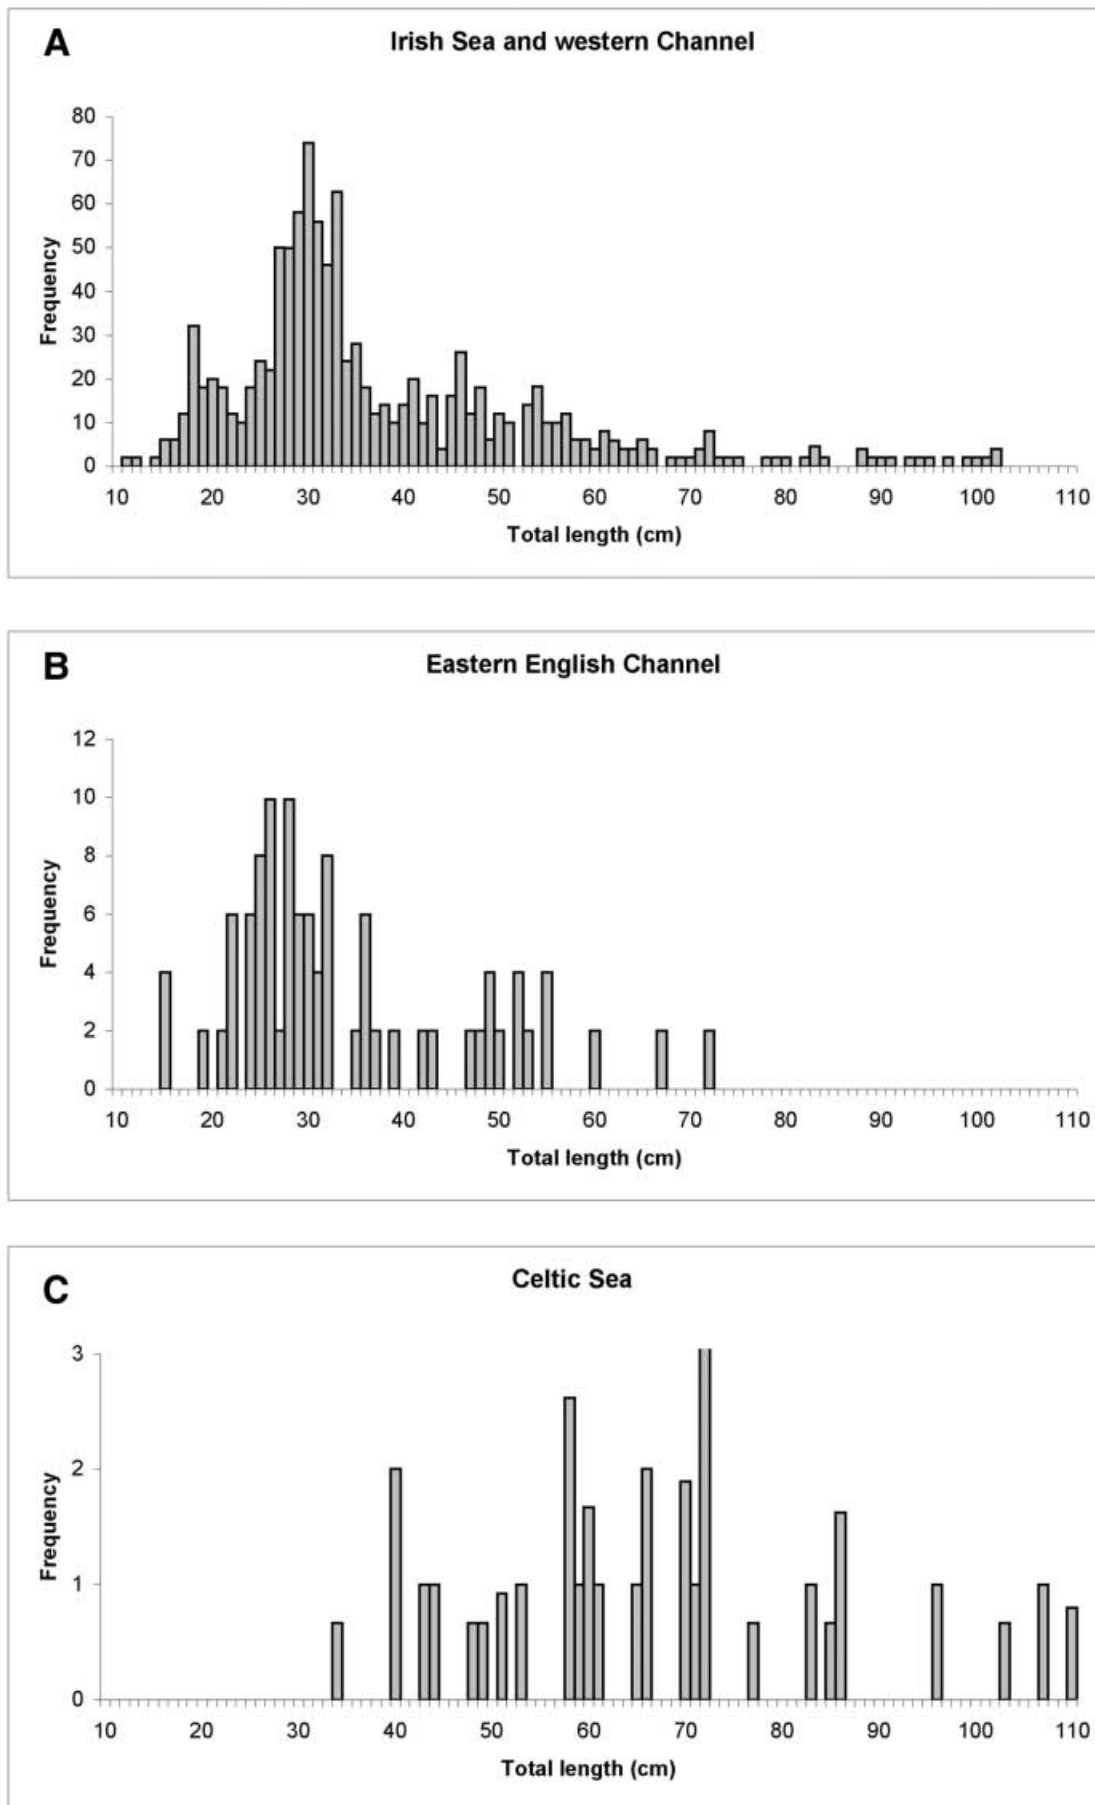 A
Irish Sea and western Channel
80
70
60
50
40
30
20
10
0
Frequency
10 20 30 40 50 60 70 80 90 100 110
Total length (cm)
B
Eastern English Channel
12
10
8
6
4
2
0
Frequency
10 20 30 40 50 60 70 80 90 100 110
Total length (cm)
C
Celtic Sea
3
2
1
0
Frequency
10 20 30 40 50 60 70 80 90 100 110
Total length (cm)